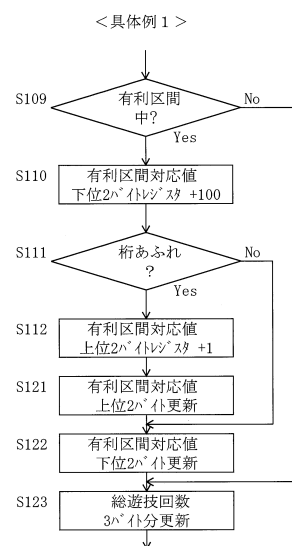 ＜具体例１＞
S109
有利区間
中?
No
Yes
S110
有利区間対応値
下位2ﾊﾞｲﾄﾚｼﾞｽﾀ +100
S111
桁あふれ
?
No
Yes
S112
有利区間対応値
上位2ﾊﾞｲﾄﾚｼﾞｽﾀ +1
S121
有利区間対応値
上位2ﾊﾞｲﾄ更新
S122
有利区間対応値
下位2ﾊﾞｲﾄ更新
S123
総遊技回数
3ﾊﾞｲﾄ分更新